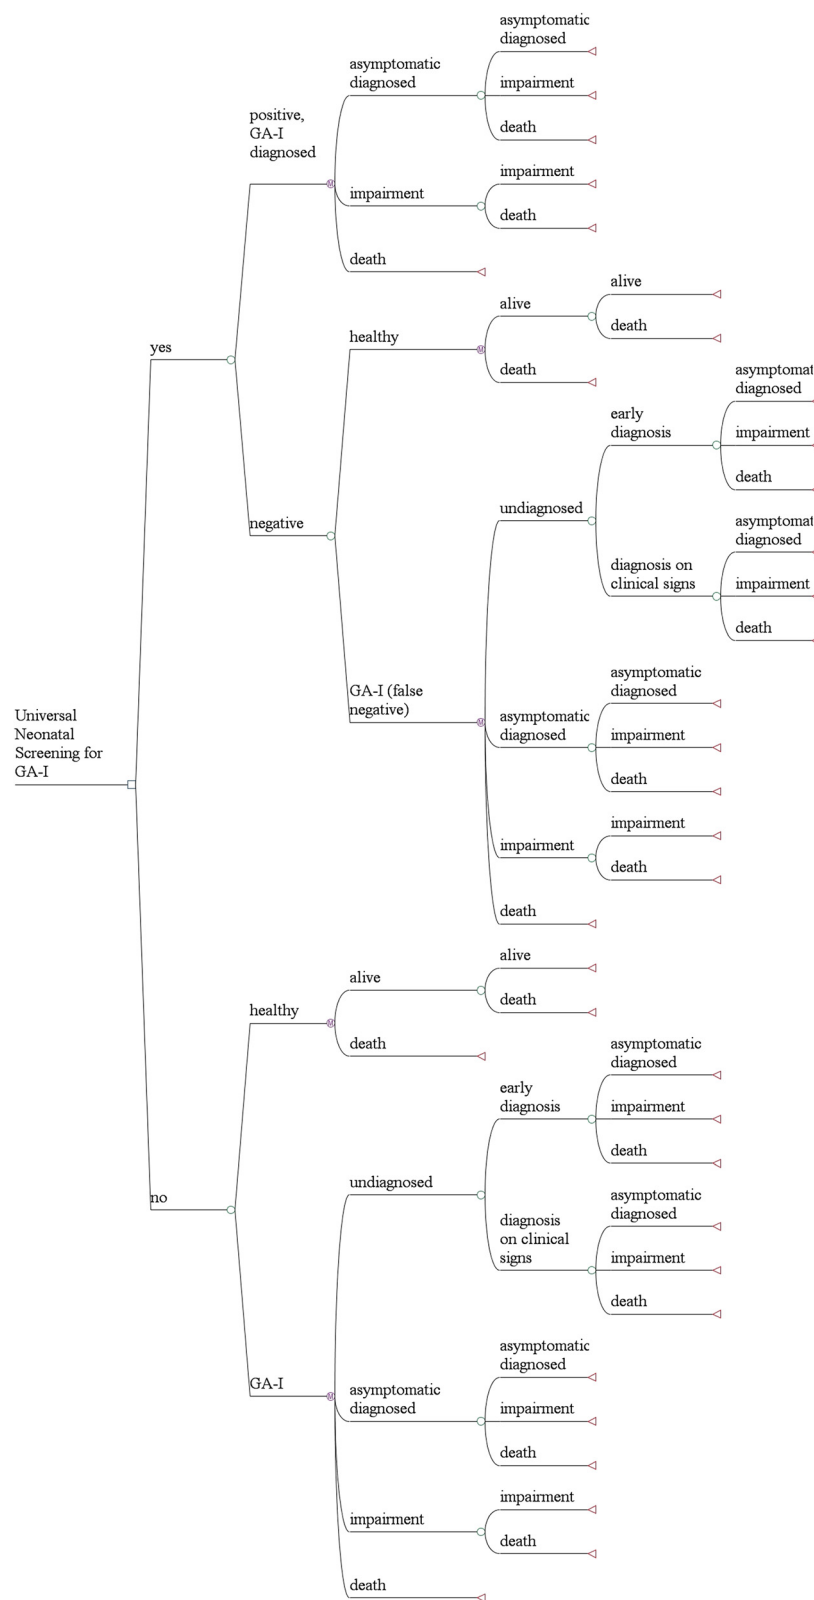 asymptomatic
diagnosed
asymptomatic
diagnosed
impairment
positive,
GA-I
diagnosed
death
impairment
impairment
death
death
alive
alive
healthy
death
yes
death
asymptomat
diagnosed
early
diagnosis
impairment
death
undiagnosed
negative
asymptomat
diagnosed
diagnosis on
clinical signs
impairment
death
GA-I (false
negative)
asymptomatic
diagnosed
asymptomatic
diagnosed
impairment
death
Universal
Neonatal
Screening for
GA-I
impairment
impairment
death
death
alive
alive
healthy
death
death
asymptomatic
diagnosed
early
diagnosis
impairment
death
undiagnosed
no
asymptomatic
diagnosed
diagnosis
on clinical
signs
impairment
death
asymptomatic
diagnosed
GA-I
asymptomatic
diagnosed
impairment
death
impairment
impairment
death
death